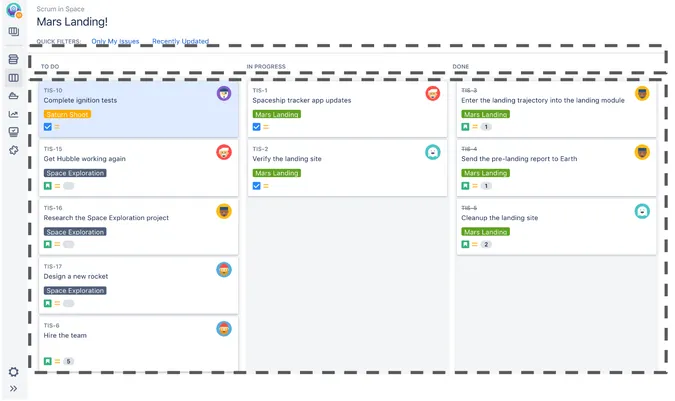 Scrum in Space
Mars Landing!
QUICK FILTERS: Only My Issues Recently Updated
TO DO
IN PROGRESS
DONE
TIS-10
Complete ignition tests
Saturn Shoot
TIS-15
Get Hubble working again
Space Exploration
TIS-16
Research the Space Exploration project
Space Exploration
TIS-17
Design a new rocket
Space Exploration
TIS-6
Hire the team
5
TIS-1
Spaceship tracker app updates
Mars Landing
TIS-2
Verify the landing site
Mars Landing
TIS-3
Enter the landing trajectory into the landing module
Mars Landing
1
TIS-4
Send the pre-landing report to Earth
Mars Landing
1
Cleanup the landing site
Mars Landing
2